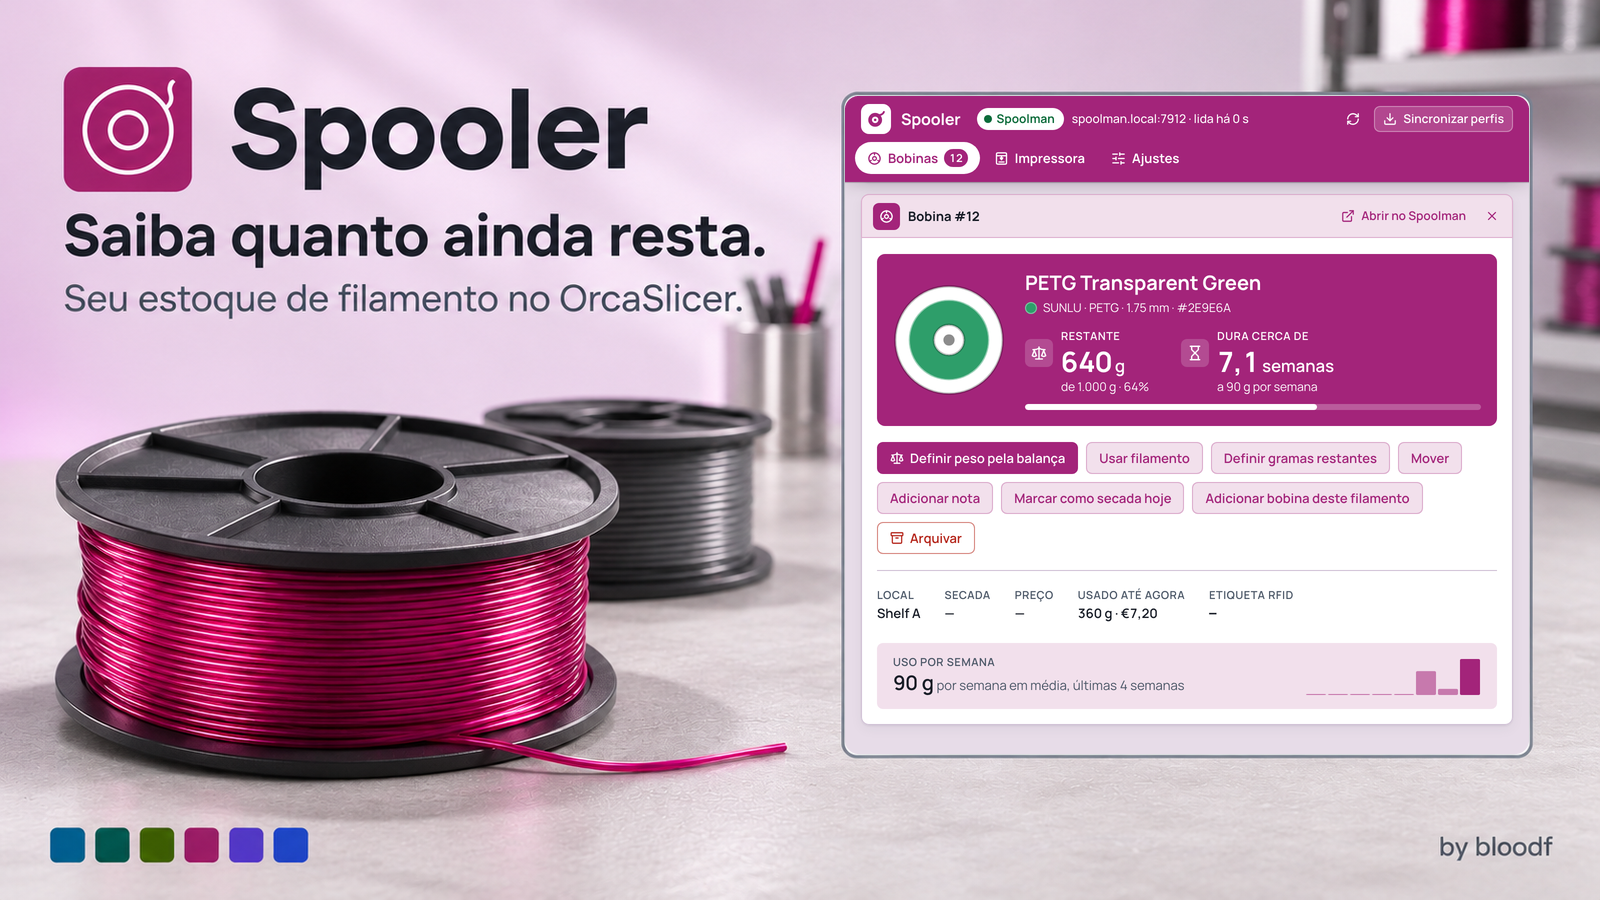 Spooler
Saiba quanto ainda resta.
Seu estoque de filamento no OrcaSlicer.
Spooler
Spoolman
spoolman.local:7912 · lida há 0 s
Sincronizar perfis
Bobinas 12
Impressora
Ajustes
Bobina #12
Abrir no Spoolman
PETG Transparent Green
SUNLU · PETG · 1.75 mm · #2E9E6A
RESTANTE
640 g
de 1.000 g · 64%
DURA CERCA DE
7,1 semanas
a 90 g por semana
Definir peso pela balança
Usar filamento
Definir gramas restantes
Mover
Adicionar nota
Marcar como secada hoje
Adicionar bobina deste filamento
Arquivar
LOCAL
Shelf A
SECADA
—
PREÇO
—
USADO ATÉ AGORA
360 g · €7,20
ETIQUETA RFID
—
USO POR SEMANA
90 g por semana em média, últimas 4 semanas
by bloodf